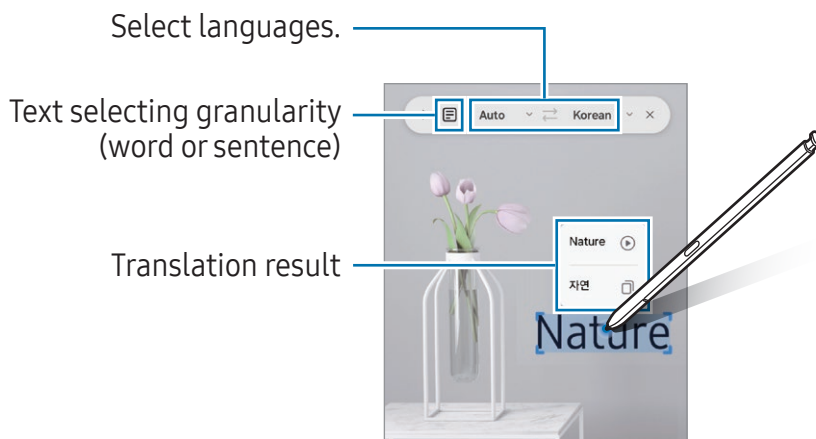 Select languages.
Text selecting granularity
(word or sentence)
Auto Korean
Translation result
Nature
자연
Nature